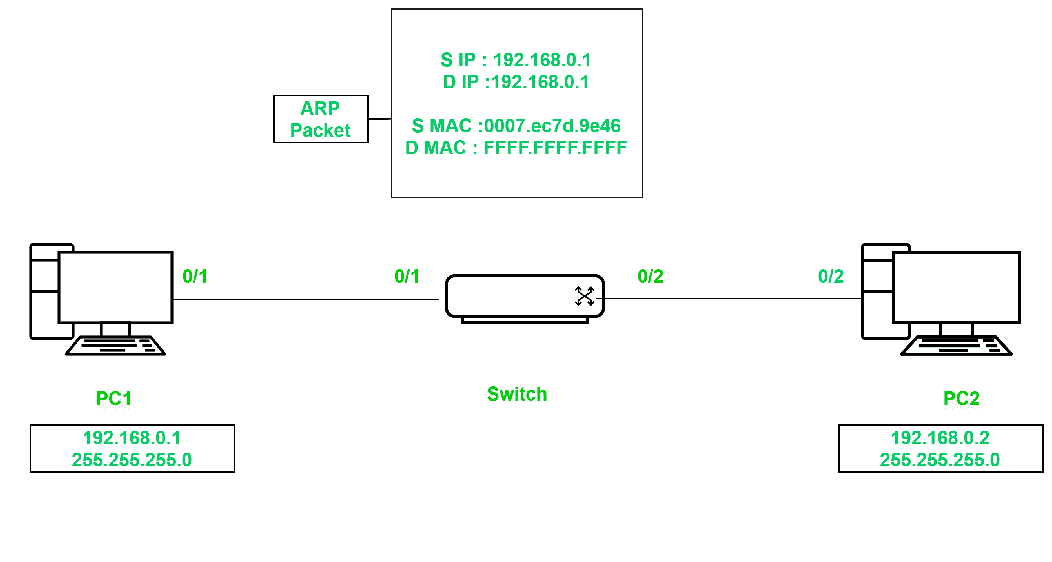 S IP : 192.168.0.1
D IP :192.168.0.1
ARP
Packet
S MAC :0007.ec7d.9e46
D MAC : FFFF.FFFF.FFFF
0/1
0/1
0/2
0/2
PC1
Switch
PC2
192.168.0.1
255.255.255.0
192.168.0.2
255.255.255.0